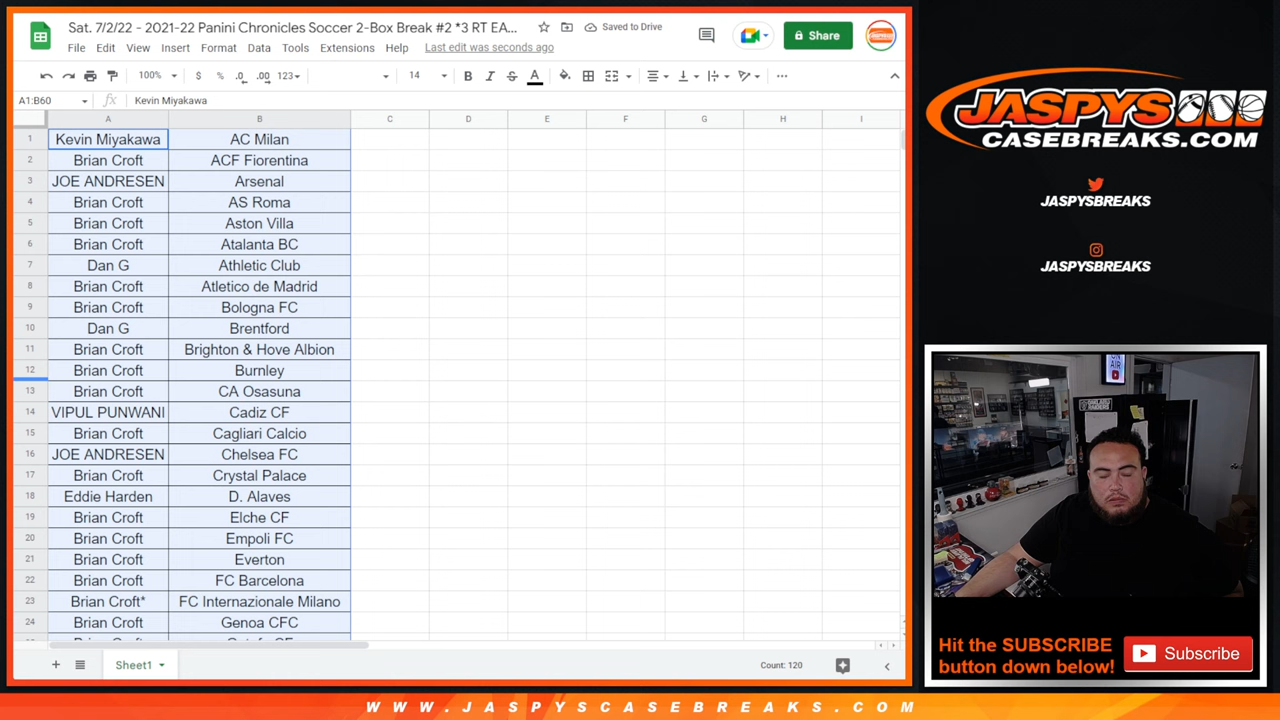 Sat. 7/2/22 - 2021-22 Panini Chronicles Soccer 2-Box Break #2 *3 RT EA...
Saved to Drive
Share
File Edit View Insert Format Data Tools Extensions Help Last edit was seconds ago
100% $ % .0 .00 123 14 B I S A
A1:B60 fx Kevin Miyakawa
A B C D E F G H I
1 Kevin Miyakawa AC Milan
2 Brian Croft ACF Fiorentina
3 JOE ANDRESEN Arsenal
4 Brian Croft AS Roma
5 Brian Croft Aston Villa
6 Brian Croft Atalanta BC
7 Dan G Athletic Club
8 Brian Croft Atletico de Madrid
9 Brian Croft Bologna FC
10 Dan G Brentford
11 Brian Croft Brighton & Hove Albion
12 Brian Croft Burnley
13 Brian Croft CA Osasuna
14 VIPUL PUNWANI Cadiz CF
15 Brian Croft Cagliari Calcio
16 JOE ANDRESEN Chelsea FC
17 Brian Croft Crystal Palace
18 Eddie Harden D. Alaves
19 Brian Croft Elche CF
20 Brian Croft Empoli FC
21 Brian Croft Everton
22 Brian Croft FC Barcelona
23 Brian Croft* FC Internazionale Milano
24 Brian Croft Genoa CFC
Sheet1
Count: 120
JASPYS
CASEBREAKS.COM
JASPYSBREAKS
JASPYSBREAKS
ON
AIR
Hit the SUBSCRIBE
button down below!
Subscribe
WWW.JASPYSCASEBREAKS.COM